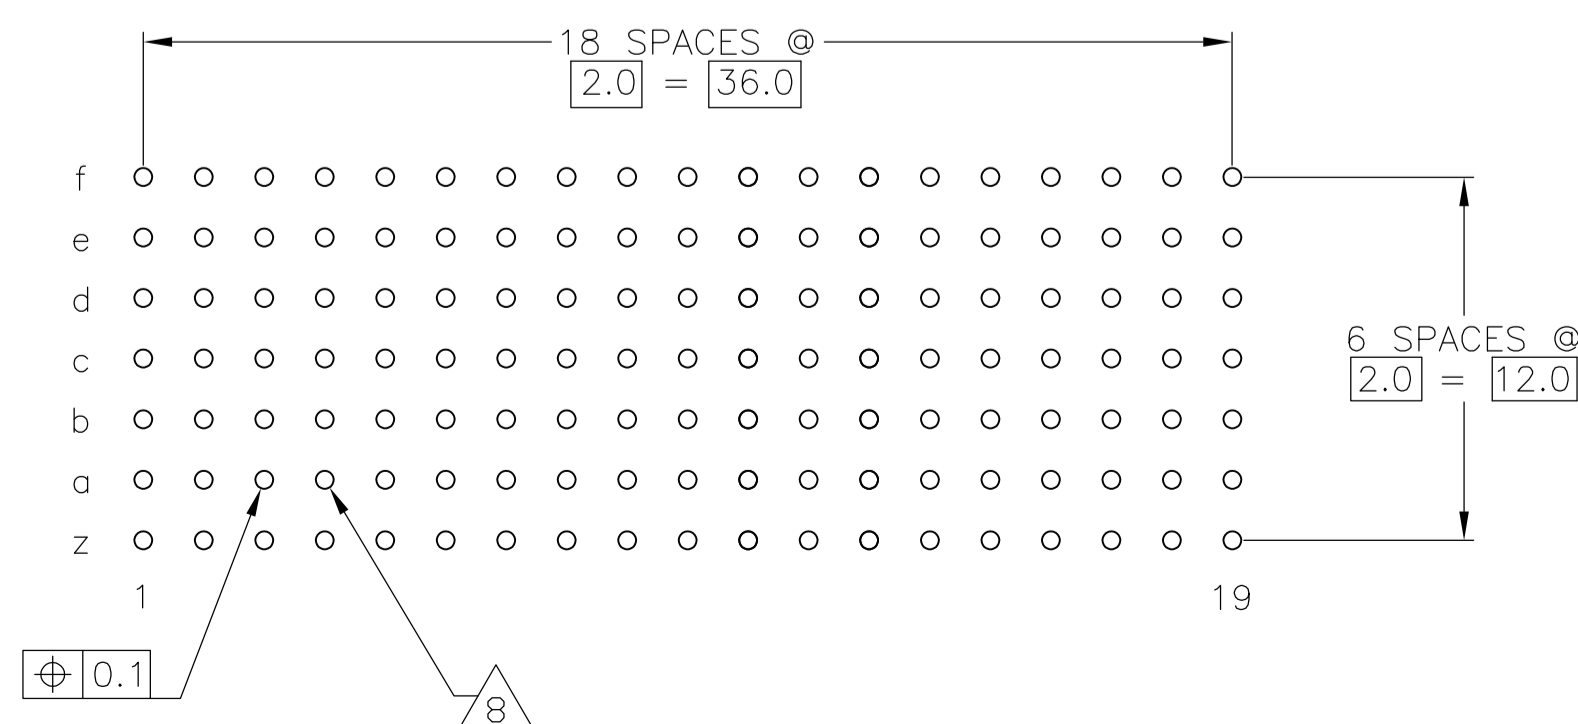 18 SPACES @
2.0 = 36.0
f
e
d
c
6 SPACES @
2.0 = 12.0
b
a
z
1
19
⌖ 0.1
8